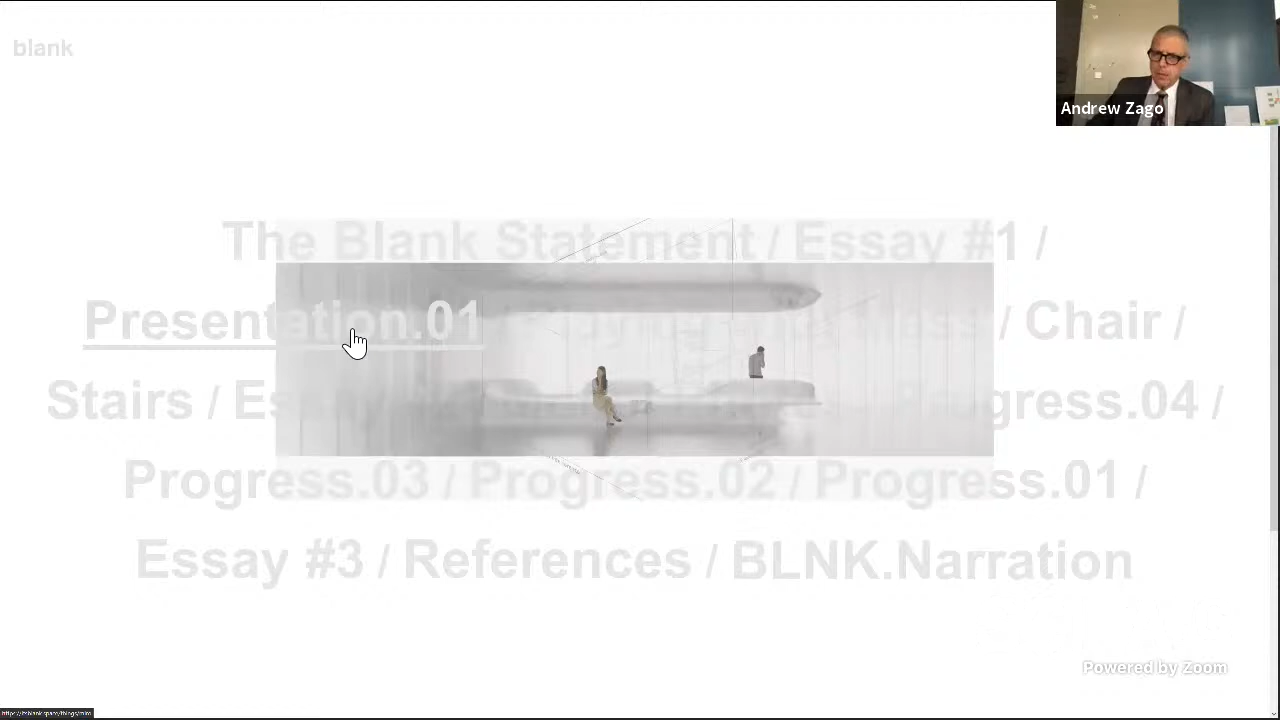 blank
Andrew Zago
The Blank Statement / Essay #1 /
Presentation.01 / Chair /
Stairs / Progress.04 /
Progress.03 / Progress.02 / Progress.01 /
Essay #3 / References / BLNK.Narration
Powered by Zoom